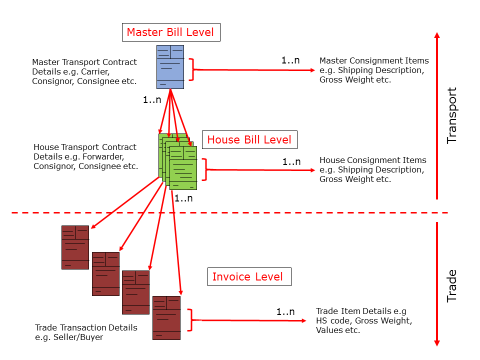 Master Bill Level
Master Transport Contract
Details e.g. Carrier,
Consignor, Consignee etc.
1..n
Master Consignment Items
e.g. Shipping Description,
Gross Weight etc.
1..n
Transport
House Transport Contract
Details e.g. Forwarder,
Consignor, Consignee etc.
House Bill Level
1..n
House Consignment Items
e.g. Shipping Description,
Gross Weight etc.
1..n
Invoice Level
Trade
Trade Transaction Details
e.g. Seller/Buyer
1..n
Trade Item Details e.g
HS code, Gross Weight,
Values etc.